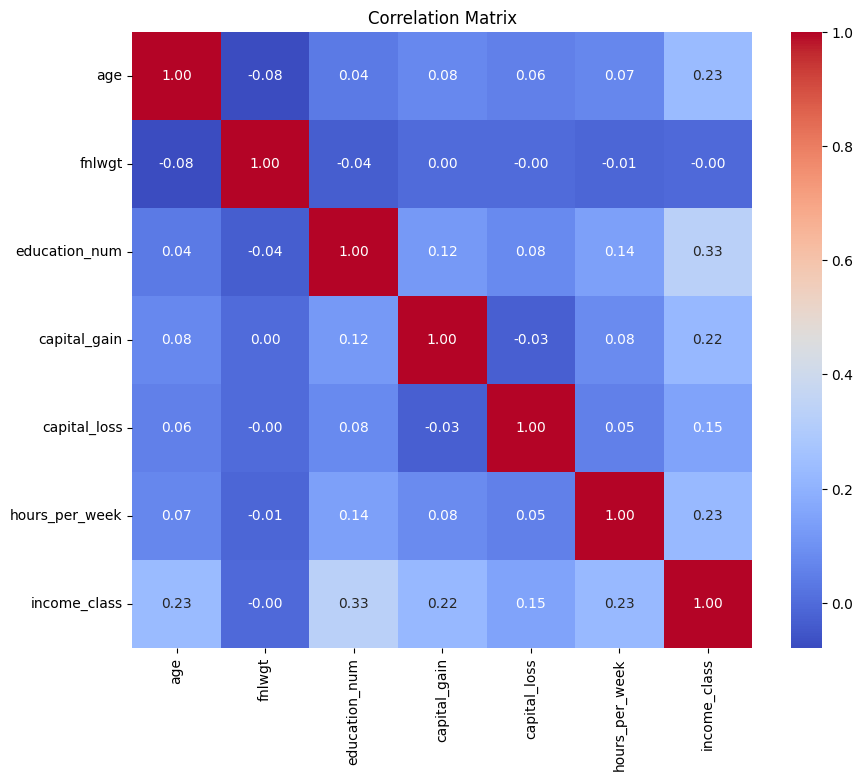 Correlation Matrix
age 1.00 -0.08 0.04 0.08 0.06 0.07 0.23
fnlwgt -0.08 1.00 -0.04 0.00 -0.00 -0.01 -0.00
education_num 0.04 -0.04 1.00 0.12 0.08 0.14 0.33
capital_gain 0.08 0.00 0.12 1.00 -0.03 0.08 0.22
capital_loss 0.06 -0.00 0.08 -0.03 1.00 0.05 0.15
hours_per_week 0.07 -0.01 0.14 0.08 0.05 1.00 0.23
income_class 0.23 -0.00 0.33 0.22 0.15 0.23 1.00
age
fnlwgt
education_num
capital_gain
capital_loss
hours_per_week
income_class
1.0
0.8
0.6
0.4
0.2
0.0